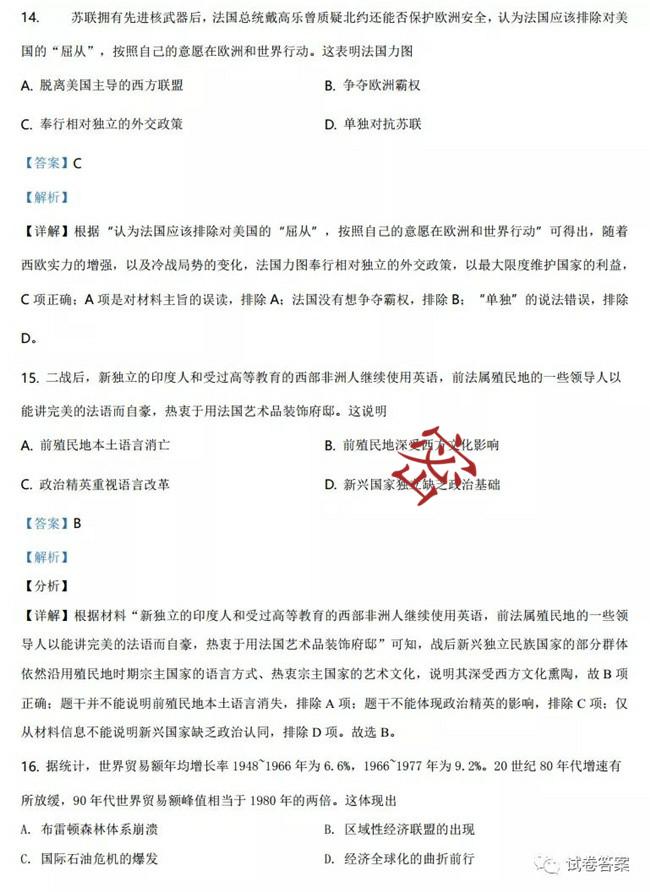 14. 苏联拥有先进核武器后，法国总统戴高乐曾质疑北约还能否保护欧洲安全，认为法国应该排除对美
国的“屈从”，按照自己的意愿在欧洲和世界行动。这表明法国力图
A. 脱离美国主导的西方联盟 B. 争夺欧洲霸权
C. 奉行相对独立的外交政策 D. 单独对抗苏联
【答案】C
【解析】
【详解】根据“认为法国应该排除对美国的“屈从”，按照自己的意愿在欧洲和世界行动”可得出，随着
西欧实力的增强，以及冷战局势的变化，法国力图奉行相对独立的外交政策，以最大限度维护国家的利益，
C 项正确；A 项是对材料主旨的误读，排除 A；法国没有想争夺霸权，排除 B；“单独”的说法错误，排除
D。
15. 二战后，新独立的印度人和受过高等教育的西部非洲人继续使用英语，前法属殖民地的一些领导人以
能讲完美的法语而自豪，热衷于用法国艺术品装饰府邸。这说明
A. 前殖民地本土语言消亡 B. 前殖民地深受西方文化影响
C. 政治精英重视语言改革 D. 新兴国家独立缺乏政治基础
密
【答案】B
【解析】
【分析】
【详解】根据材料“新独立的印度人和受过高等教育的西部非洲人继续使用英语，前法属殖民地的一些领
导人以能讲完美的法语而自豪，热衷于用法国艺术品装饰府邸”可知，战后新兴独立民族国家的部分群体
依然沿用殖民地时期宗主国家的语言方式、热衷宗主国家的艺术文化，说明其深受西方文化熏陶，故 B 项
正确；题干并不能说明前殖民地本土语言消失，排除 A 项；题干不能体现政治精英的影响，排除 C 项；仅
从材料信息不能说明新兴国家缺乏政治认同，排除 D 项。故选 B。
16. 据统计，世界贸易额年均增长率 1948~1966 年为 6.6%，1966~1977 年为 9.2%。20 世纪 80 年代增速有
所放缓，90 年代世界贸易额峰值相当于 1980 年的两倍。这体现出
A. 布雷顿森林体系崩溃 B. 区域性经济联盟的出现
C. 国际石油危机的爆发 D. 经济全球化的曲折前行
试卷答案